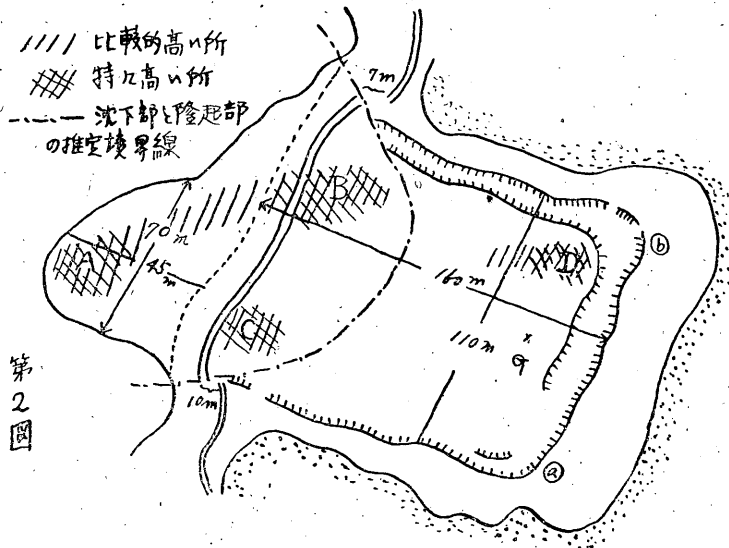 比較的高い所
特に高い所
沈下部と隆起部
の推定境界線
7m
B
70m
A
45m
160m
D
ⓑ
110m
x
G
C
10m
ⓐ
第2図